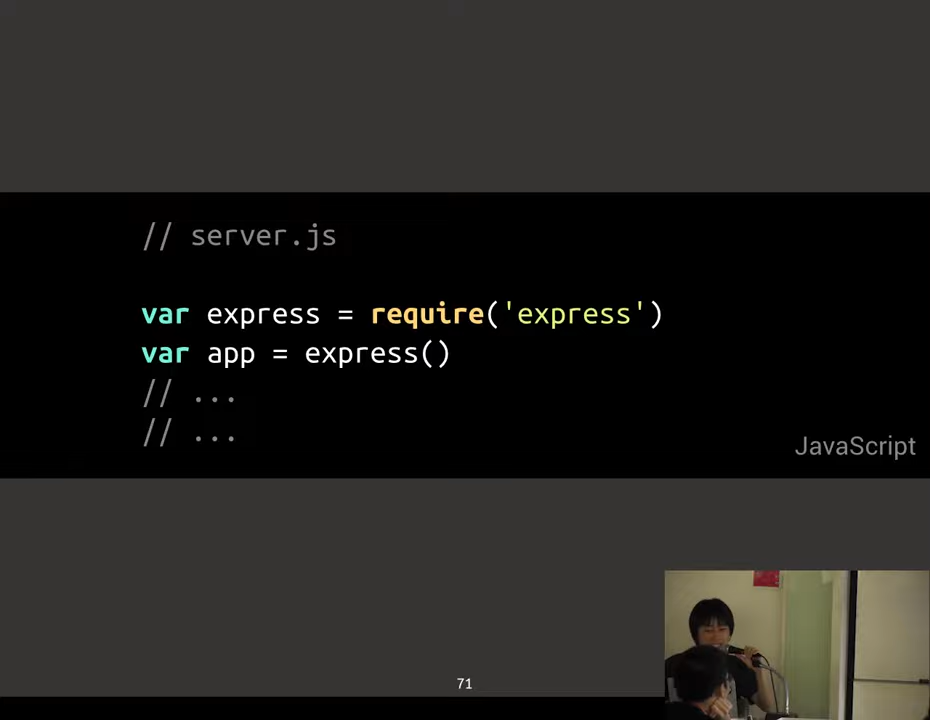 // server.js
var express = require('express')
var app = express()
// ...
// ...
JavaScript
71